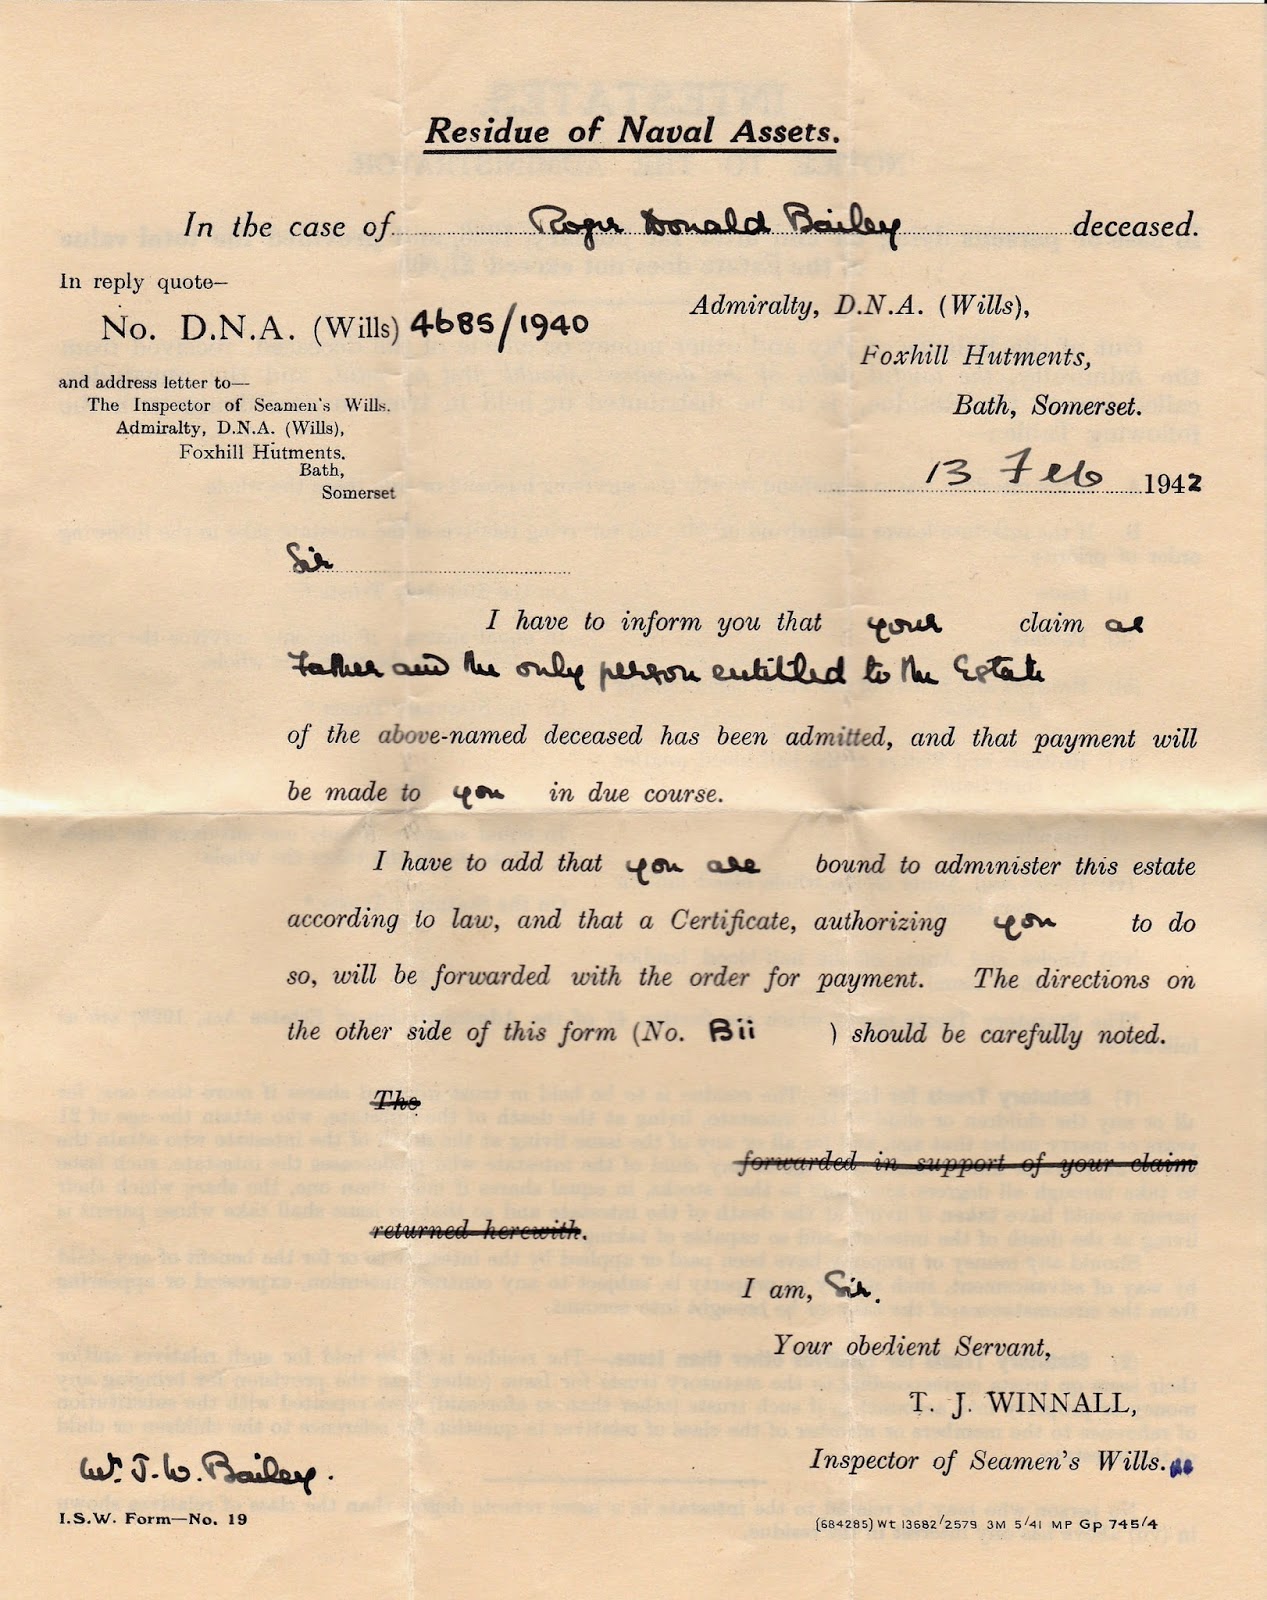 Residue of Naval Assets.
In the case of Roger Donald Bailey deceased.
In reply quote—
No. D.N.A. (Wills) 4685/1940
and address letter to—
The Inspector of Seamen's Wills.
Admiralty, D.N.A. (Wills),
Foxhill Hutments.
Bath,
Somerset
Admiralty, D.N.A. (Wills),
Foxhill Hutments,
Bath, Somerset.
13 Feb 1942
Sir
I have to inform you that your claim as
Father and the only person entitled to the Estate
of the above-named deceased has been admitted, and that payment will
be made to you in due course.
I have to add that you are bound to administer this estate
according to law, and that a Certificate, authorizing you to do
so, will be forwarded with the order for payment. The directions on
the other side of this form (No. Bii ) should be carefully noted.
The
forwarded in support of your claim
returned herewith.
I am, Sir.
Your obedient Servant,
T. J. WINNALL,
Inspector of Seamen's Wills.
J. W. Bailey.
I.S.W. Form—No. 19
(684285) Wt 13682/2579 3M 5/41 MP Gp 745/4